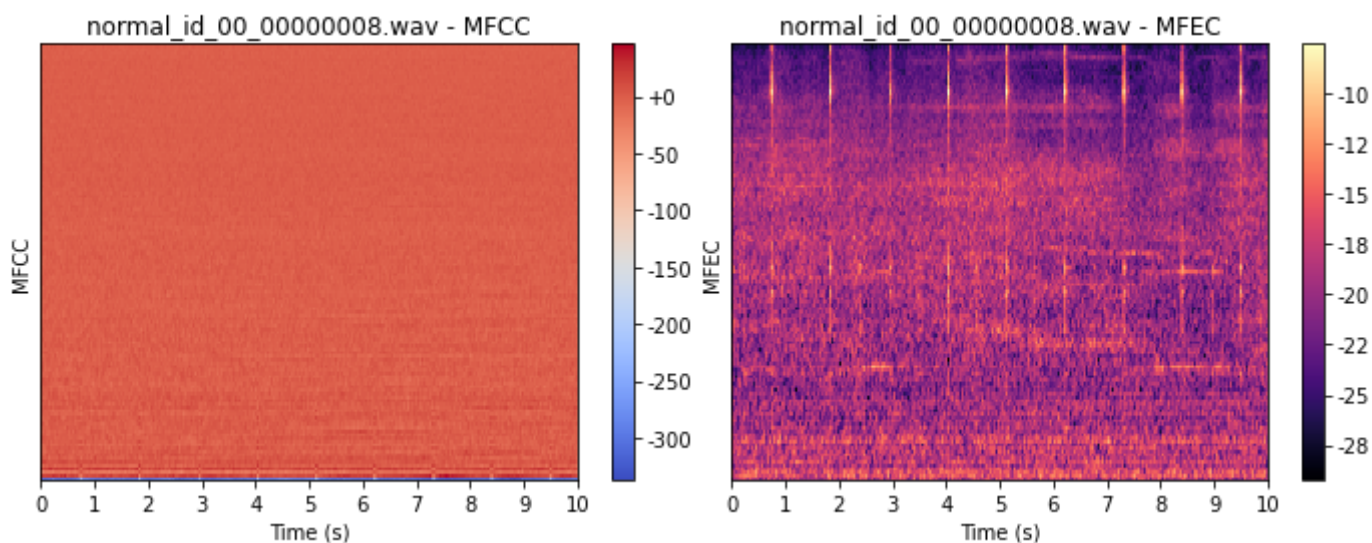 normal_id_00_00000008.wav - MFCC
MFCC
+0
-50
-100
-150
-200
-250
-300
0 1 2 3 4 5 6 7 8 9 10
Time (s)
normal_id_00_00000008.wav - MFEC
MFEC
-10
-12
-15
-18
-20
-22
-25
-28
0 1 2 3 4 5 6 7 8 9 10
Time (s)